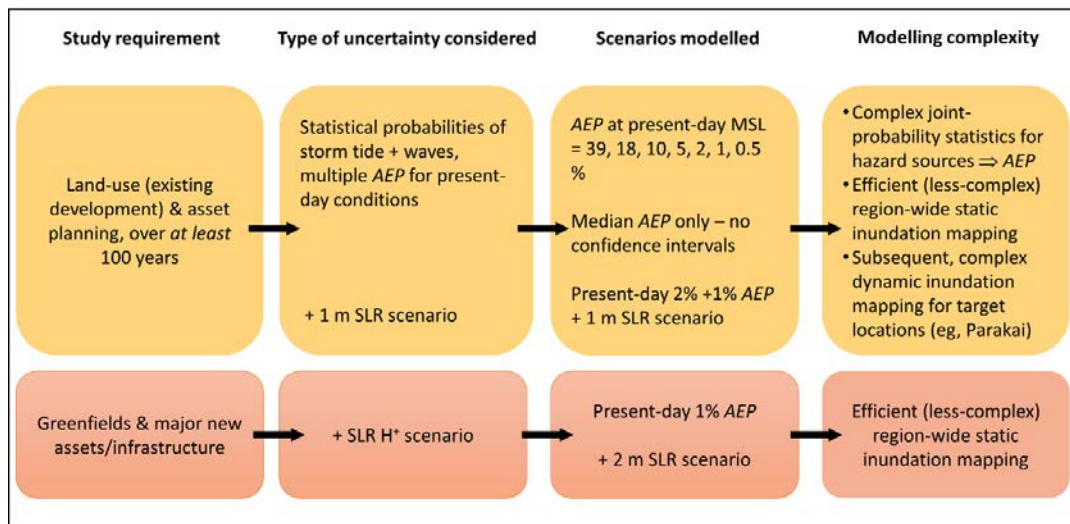 Study requirement
Type of uncertainty considered
Scenarios modelled
Modelling complexity
Land-use (existing
development) & asset
planning, over at least
100 years
Statistical probabilities of
storm tide + waves,
multiple AEP for present-
day conditions
+ 1 m SLR scenario
AEP at present-day MSL
= 39, 18, 10, 5, 2, 1, 0.5
%
Median AEP only – no
confidence intervals
Present-day 2% +1% AEP
+ 1 m SLR scenario
•Complex joint-
probability statistics for
hazard sources ⇒ AEP
•Efficient (less-complex)
region-wide static
inundation mapping
•Subsequent, complex
dynamic inundation
mapping for target
locations (eg, Parakai)
Greenfields & major new
assets/infrastructure
+ SLR H⁺ scenario
Present-day 1% AEP
+ 2 m SLR scenario
Efficient (less-complex)
region-wide static
inundation mapping